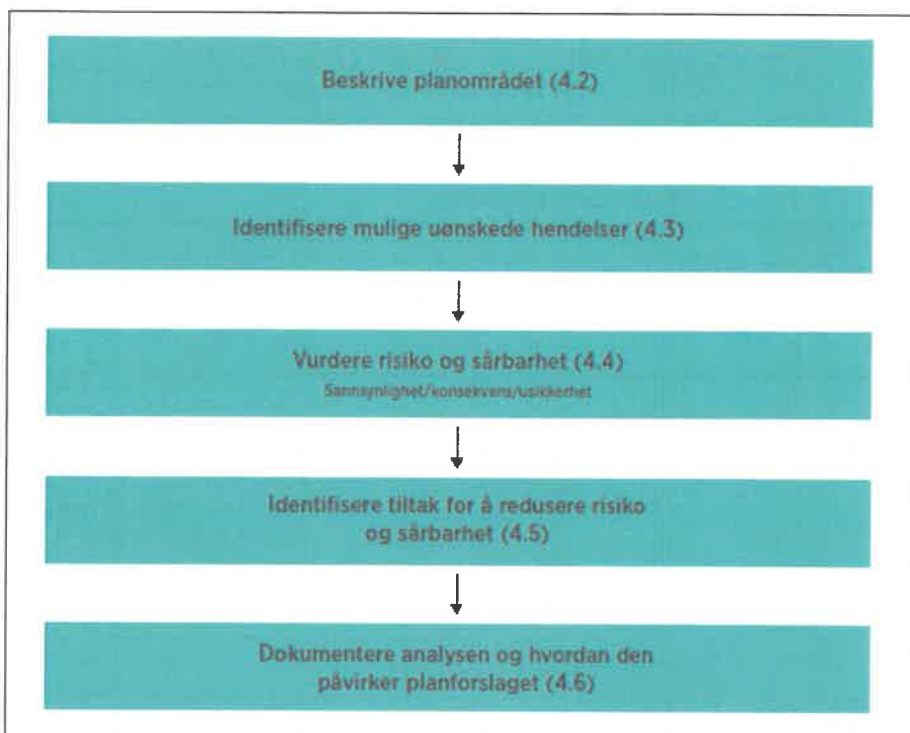 Beskrive planområdet (4.2)
Identifisere mulige uønskede hendelser (4.3)
Vurdere risiko og sårbarhet (4.4)
Sannsynlighet/konsekvens/usikkerhet
Identifisere tiltak for å redusere risiko
og sårbarhet (4.5)
Dokumentere analysen og hvordan den
påvirker planforslaget (4.6)